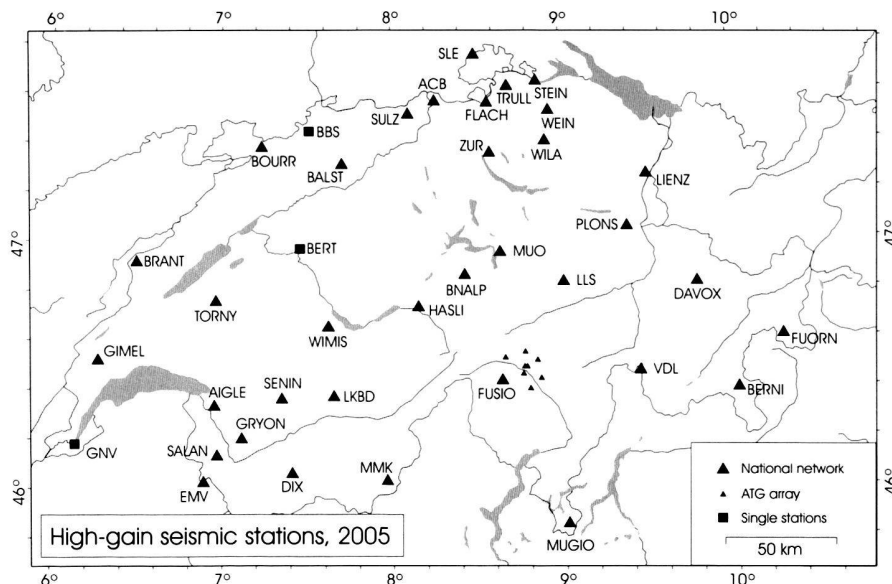 6° 7° 8° 9° 10°
SLE
ACB
TRULL
STEIN
SULZ
FLACH
WEIN
BBS
ZUR
WILA
BOURR
BALST
LIENZ
PLONS
47°
47°
BERT
MUO
BRANT
BNALP
LLS
DAVOX
TORNY
HASLI
WIMIS
FUORN
GIMEL
VDL
AIGLE
SENIN
LKBD
FUSIO
BERNI
GRYON
GNV
SALAN
MMK
DIX
EMV
46°
46°
MUGIO
National network
ATG array
Single stations
50 km
High-gain seismic stations, 2005
6° 7° 8° 9° 10°